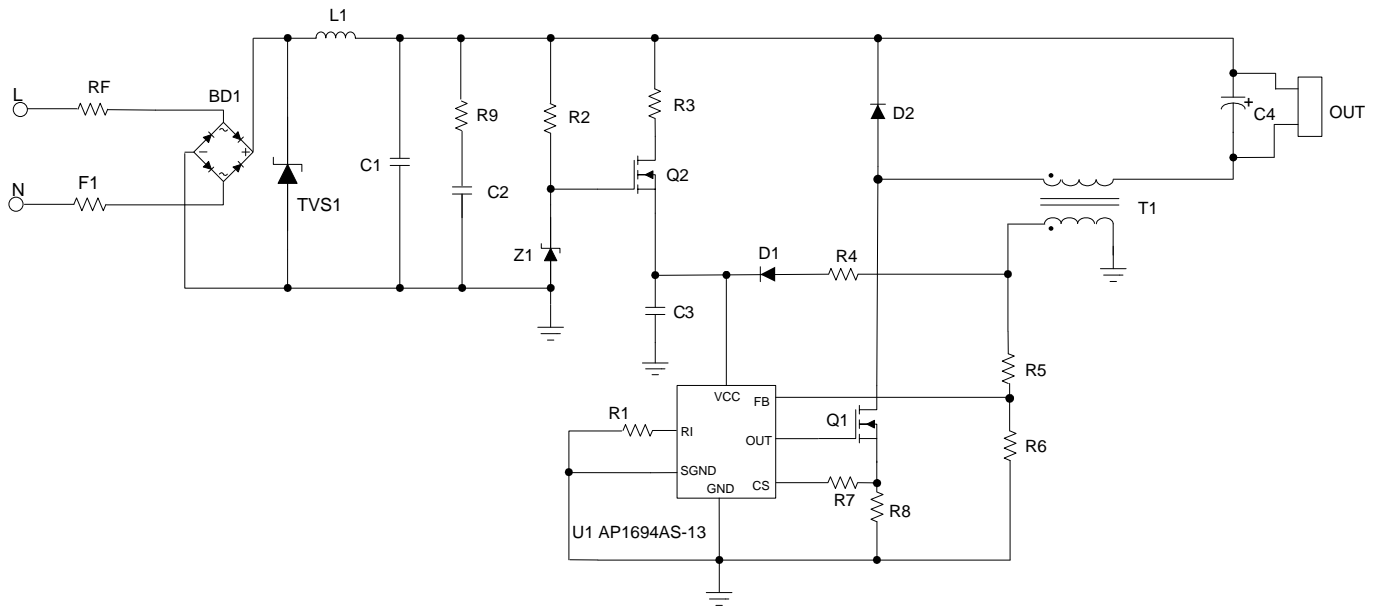 L1
L
RF
BD1
~
-
+
~
N
F1
TVS1
C1
R9
C2
R2
Z1
R3
Q2
D2
+
C4
OUT
T1
D1
R4
C3
R5
R6
R1
VCC
FB
RI
OUT
SGND
GND
CS
Q1
R7
R8
U1 AP1694AS-13